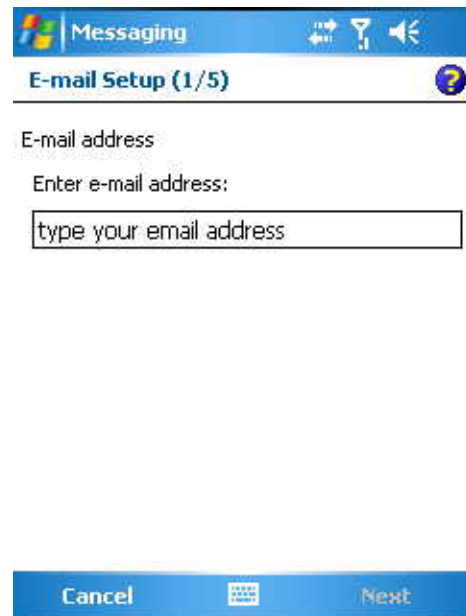 Messaging
E-mail Setup (1/5)
?
E-mail address
Enter e-mail address:
type your email address
Cancel Next